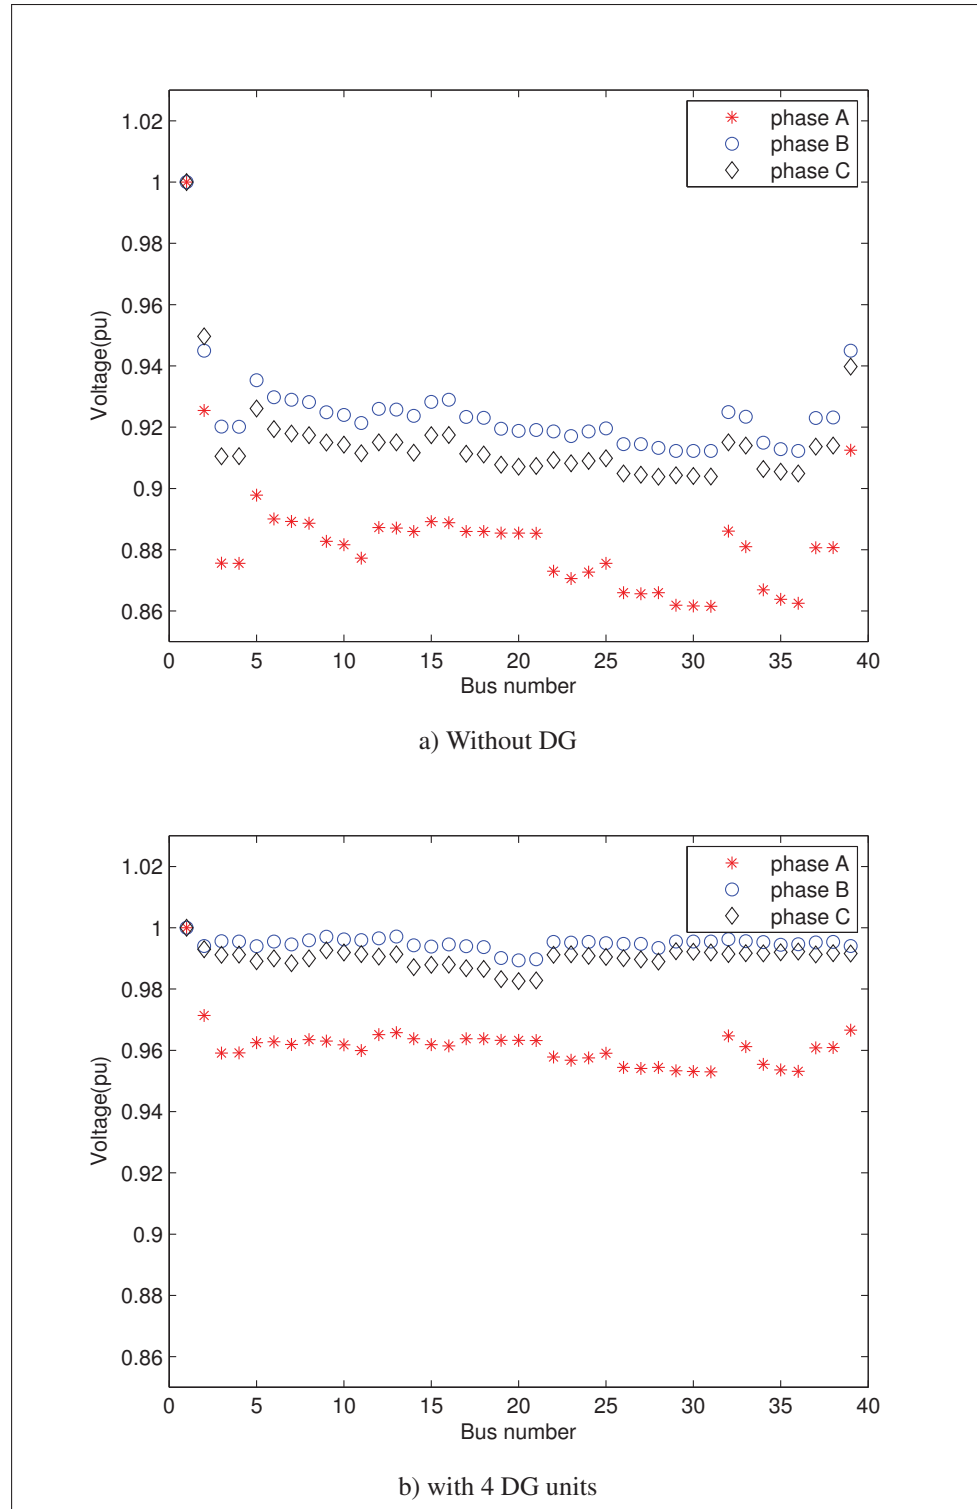 1.02
1
0.98
0.96
0.94
0.92
0.9
0.88
0.86
Voltage(pu)
phase A
phase B
phase C
0 5 10 15 20 25 30 35 40
Bus number
a) Without DG
1.02
1
0.98
0.96
0.94
0.92
0.9
0.88
0.86
Voltage(pu)
phase A
phase B
phase C
0 5 10 15 20 25 30 35 40
Bus number
b) with 4 DG units